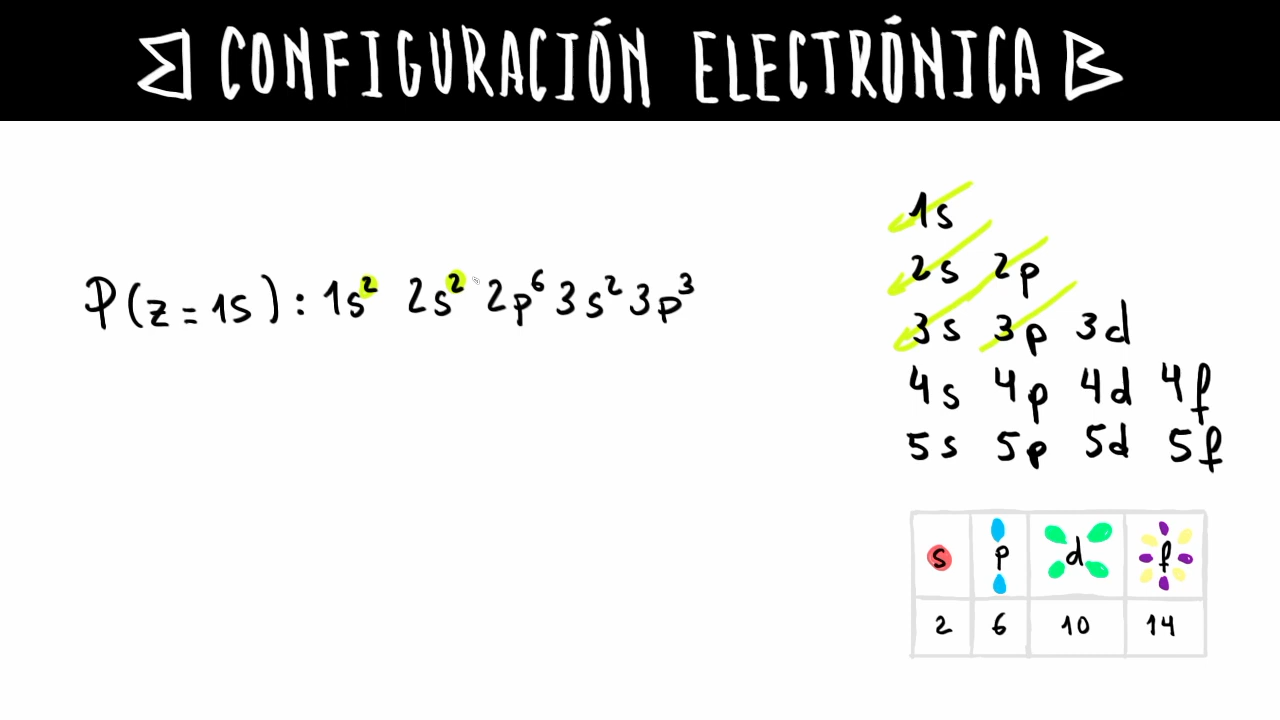 CONFIGURACIÓN ELECTRÓNICA
P(z=15): 1s² 2s² 2p⁶ 3s² 3p³
1s
2s 2p
3s 3p 3d
4s 4p 4d 4f
5s 5p 5d 5f
s p d f
2 6 10 14